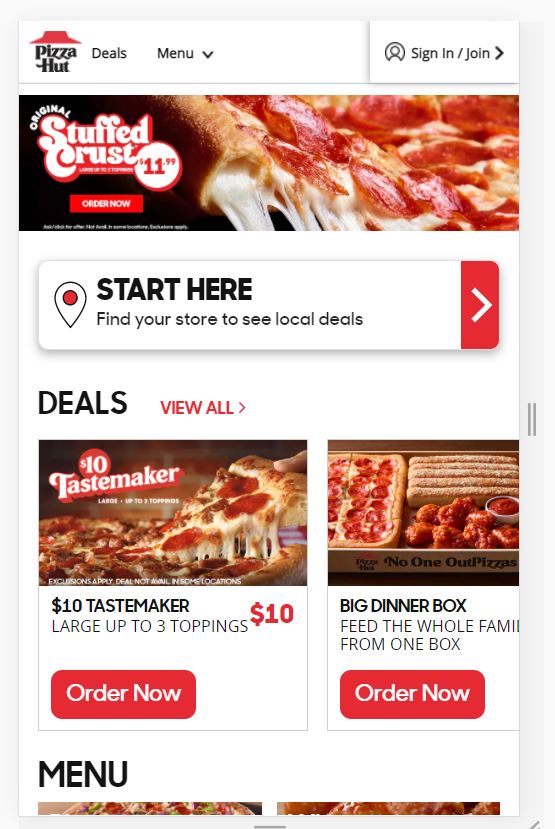 Pizza
Hut
Deals
Menu
Sign In / Join
ORIGINAL
Stuffed
Crust
LARGE UP TO 3 TOPPINGS
$11.99
ORDER NOW
Ask/click for offer. Not Avail. in some locations. Exclusions apply.
START HERE
Find your store to see local deals
DEALS
VIEW ALL >
$10
Tastemaker
LARGE • UP TO 3 TOPPINGS
EXCLUSIONS APPLY. DEAL NOT AVAIL. IN SOME LOCATIONS
Pizza
Hut
No One OutPizzas
$10 TASTEMAKER
LARGE UP TO 3 TOPPINGS
$10
Order Now
BIG DINNER BOX
FEED THE WHOLE FAMI
FROM ONE BOX
Order Now
MENU